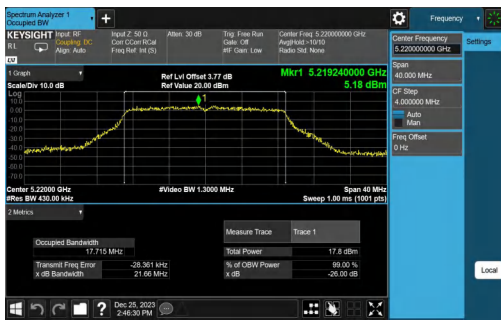 Spectrum Analyzer 1
Occupied BW
+
Frequency
KEYSIGHT
Input: RF
Input Z: 50 Ω
Atten: 30 dB
Trig: Free Run
Center Freq: 5.220000000 GHz
RL
Coupling: DC
Corr CCorr RCal
Gate: Off
Avg|Hold >10/10
Align: Auto
Freq Ref: Int (S)
#IF Gain: Low
Radio Std: None
Center Frequency
5.220000000 GHz
Settings
Span
40.000 MHz
CF Step
4.000000 MHz
Auto
Man
Freq Offset
0 Hz
LW
1 Graph
Ref Lvl Offset 3.77 dB
Mkr1 5.219240000 GHz
Scale/Div 10.0 dB
Ref Value 20.00 dBm
5.18 dBm
Log
1
10.0
0.00
-10.0
-20.0
-30.0
-40.0
-50.0
-60.0
-70.0
Center 5.22000 GHz
#Video BW 1.3000 MHz
Span 40 MHz
#Res BW 430.00 kHz
Sweep 1.00 ms (1001 pts)
2 Metrics
Measure Trace
Trace 1
Occupied Bandwidth
17.715 MHz
Total Power
17.8 dBm
Transmit Freq Error
-28.361 kHz
% of OBW Power
99.00 %
x dB Bandwidth
21.66 MHz
x dB
-26.00 dB
Local
?
Dec 25, 2023
2:46:30 PM